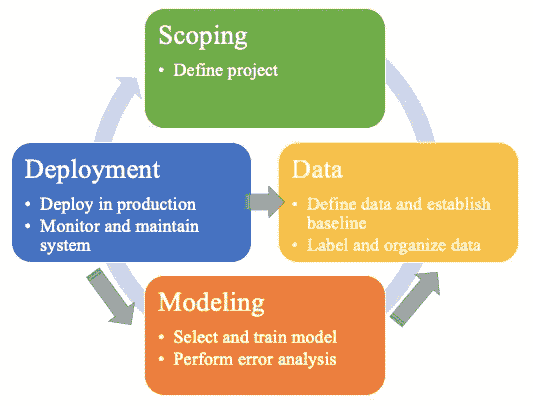 Scoping
• Define project
Deployment
• Deploy in production
• Monitor and maintain
system
Data
• Define data and establish
baseline
• Label and organize data
Modeling
• Select and train model
• Perform error analysis